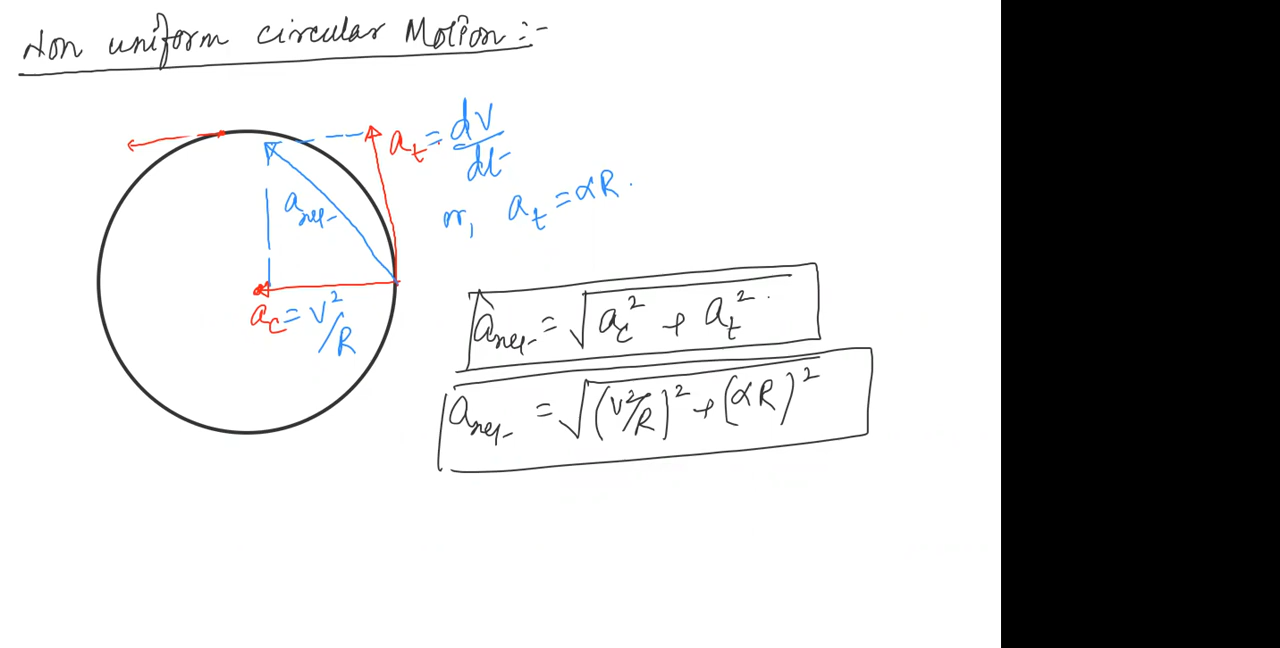 Non uniform circular Motion :-
a_t = dv/dt
or, a_t = αR.
a_net
a_c = v²/R
a_net = √(a_c² + a_t²)
a_net = √((v²/R)² + (αR)²)